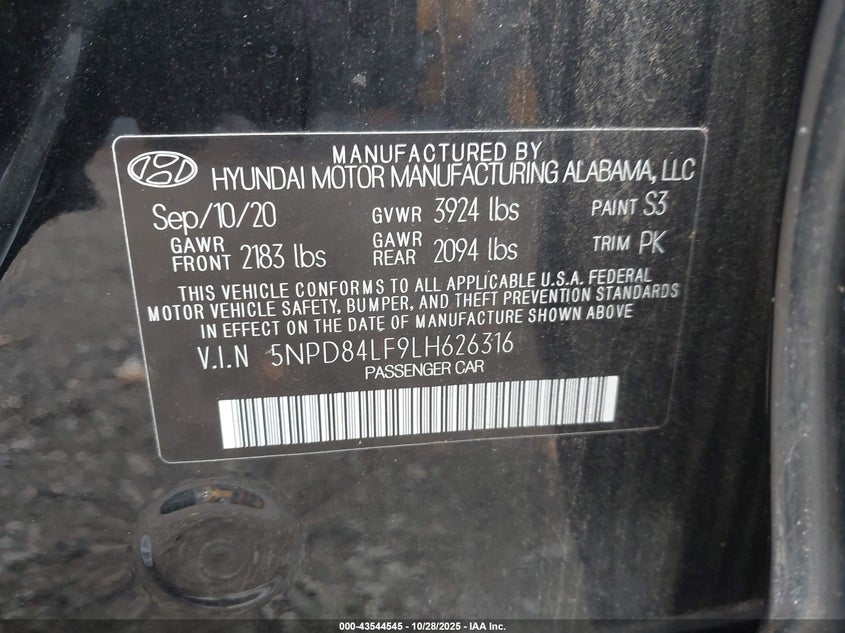 MANUFACTURED BY
HYUNDAI MOTOR MANUFACTURING ALABAMA, LLC
Sep/10/20 GVWR 3924 lbs PAINT S3
GAWR FRONT 2183 lbs GAWR REAR 2094 lbs TRIM PK
THIS VEHICLE CONFORMS TO ALL APPLICABLE U.S.A. FEDERAL
MOTOR VEHICLE SAFETY, BUMPER, AND THEFT PREVENTION STANDARDS
IN EFFECT ON THE DATE OF MANUFACTURE SHOWN ABOVE
V.I.N 5NPD84LF9LH626316
PASSENGER CAR
000-43544545 - 10/28/2025 - IAA Inc.